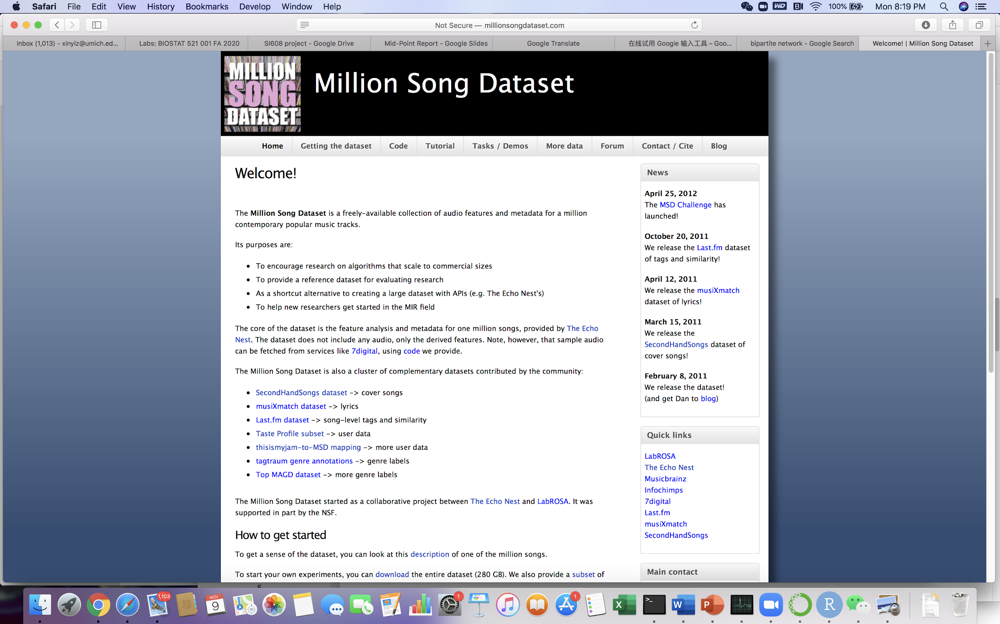 Safari File Edit View History Bookmarks Develop Window Help 100% Mon 8:19 PM
Not Secure — millionsongdataset.com
Inbox (1,013) - xinyiz@umich.ed... Labs: BIOSTAT 521 001 FA 2020 SI608 project - Google Drive Mid-Point Report - Google Slides Google Translate 在线试用 Google 输入工具 – Goo... bipartite network - Google Search Welcome! | Million Song Dataset
MILLION
SONG
DATASET
Million Song Dataset
Home Getting the dataset Code Tutorial Tasks / Demos More data Forum Contact / Cite Blog
Welcome!
The Million Song Dataset is a freely-available collection of audio features and metadata for a million
contemporary popular music tracks.
Its purposes are:
• To encourage research on algorithms that scale to commercial sizes
• To provide a reference dataset for evaluating research
• As a shortcut alternative to creating a large dataset with APIs (e.g. The Echo Nest's)
• To help new researchers get started in the MIR field
The core of the dataset is the feature analysis and metadata for one million songs, provided by The Echo
Nest. The dataset does not include any audio, only the derived features. Note, however, that sample audio
can be fetched from services like 7digital, using code we provide.
The Million Song Dataset is also a cluster of complementary datasets contributed by the community:
• SecondHandSongs dataset -> cover songs
• musiXmatch dataset -> lyrics
• Last.fm dataset -> song-level tags and similarity
• Taste Profile subset -> user data
• thisismyjam-to-MSD mapping -> more user data
• tagtraum genre annotations -> genre labels
• Top MAGD dataset -> more genre labels
The Million Song Dataset started as a collaborative project between The Echo Nest and LabROSA. It was
supported in part by the NSF.
How to get started
To get a sense of the dataset, you can look at this description of one of the million songs.
To start your own experiments, you can download the entire dataset (280 GB). We also provide a subset of
News
April 25, 2012
The MSD Challenge has
launched!
October 20, 2011
We release the Last.fm dataset
of tags and similarity!
April 12, 2011
We release the musiXmatch
dataset of lyrics!
March 15, 2011
We release the
SecondHandSongs dataset of
cover songs!
February 8, 2011
We release the dataset!
(and get Dan to blog)
Quick links
LabROSA
The Echo Nest
Musicbrainz
Infochimps
7digital
Last.fm
musiXmatch
SecondHandSongs
Main contact
1,103
NOV
9
3D
PAGES
1
1
X
W
P
R
HTML